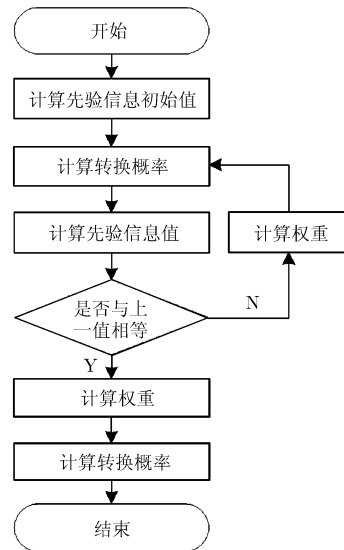 开始
计算先验信息初始值
计算转换概率
计算先验信息值
计算权重
是否与上
一值相等
N
Y
计算权重
计算转换概率
结束